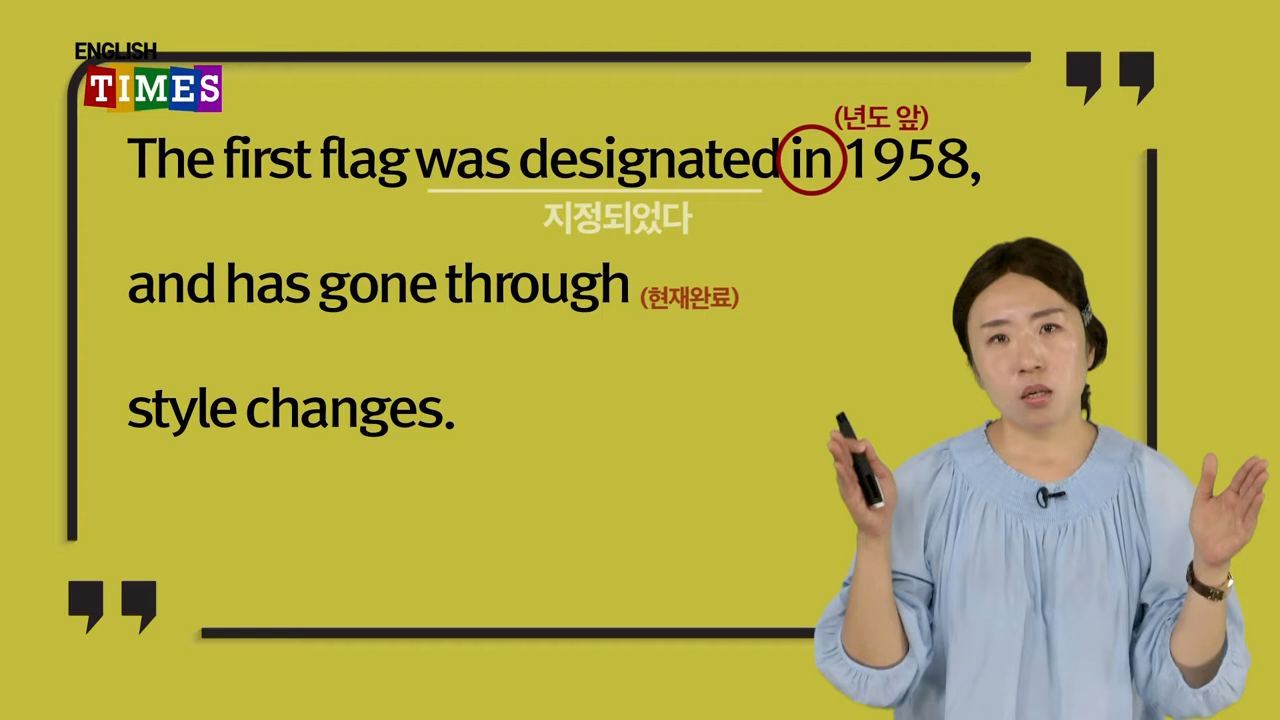 ENGLISH
TIMES
(년도 앞)
The first flag was designated in 1958,
지정되었다
and has gone through (현재완료)
style changes.